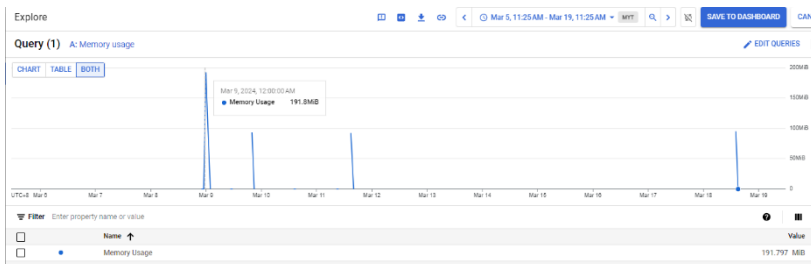 Explore
Mar 5, 11:25 AM - Mar 19, 11:25 AM MYT
SAVE TO DASHBOARD
CAN
Query (1) A: Memory usage
EDIT QUERIES
CHART TABLE BOTH
200MiB
Mar 9, 2024, 12:00:00 AM
Memory Usage 191.8MiB
150MiB
100MiB
50MiB
0
UTC+8 Mar 6 Mar 7 Mar 8 Mar 9 Mar 10 Mar 11 Mar 12 Mar 13 Mar 14 Mar 15 Mar 16 Mar 17 Mar 18 Mar 19
Filter Enter property name or value
Name Value
Memory Usage 191.797 MiB